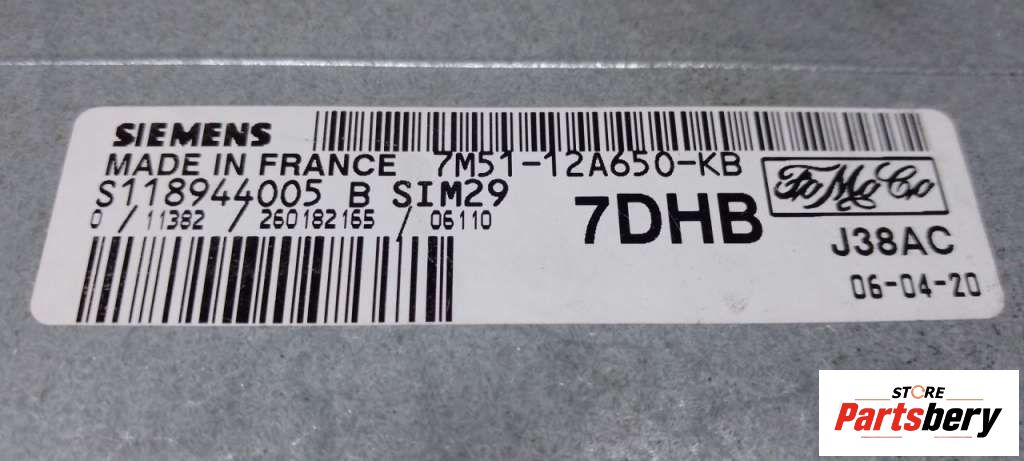 SIEMENS
MADE IN FRANCE 7M51-12A650-KB
S118944005 B SIM29
0 / 11382 / 260182165 / 06110
7DHB
FoMoCo
J38AC
06-04-20
STORE
Partsbery